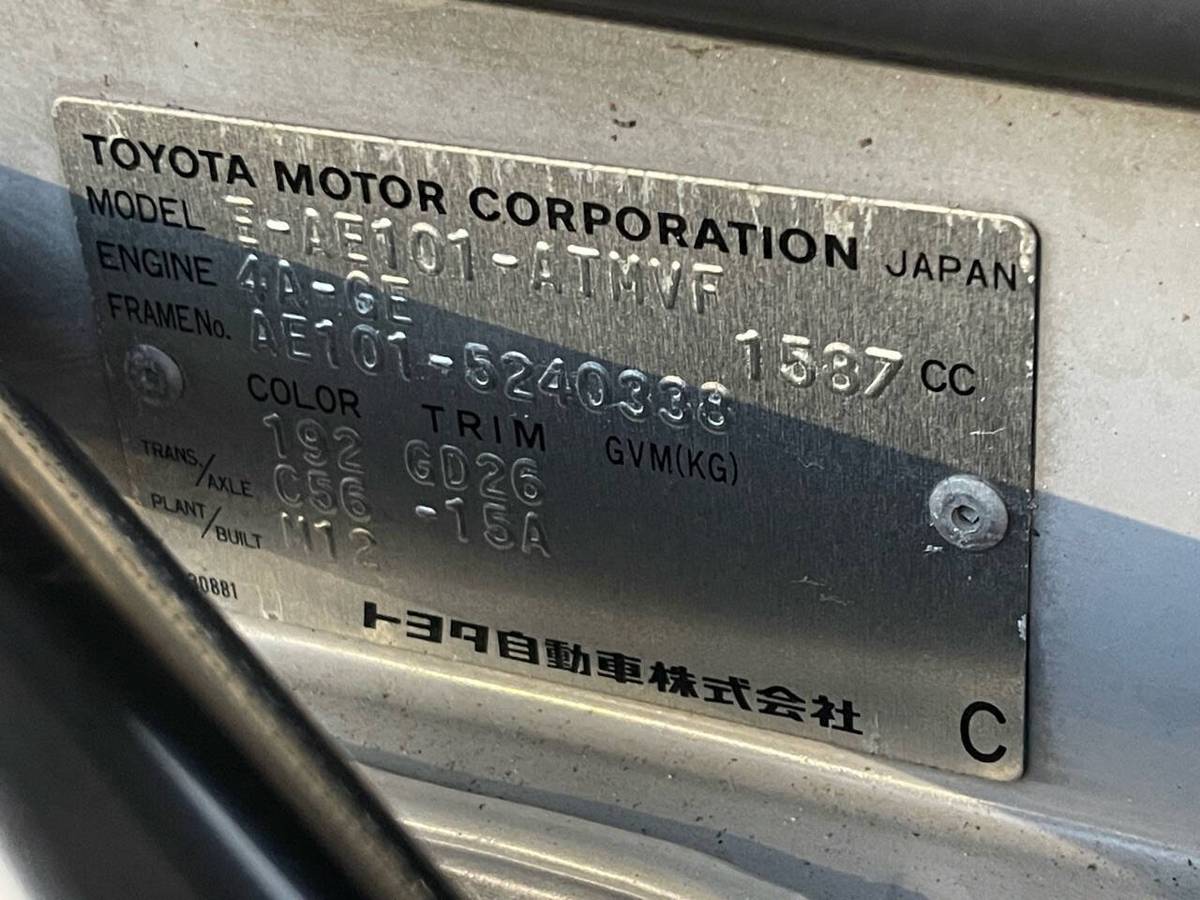 TOYOTA MOTOR CORPORATION JAPAN
MODEL E-AE101-ATMVF
ENGINE 4A-GE 1587 CC
FRAME No. AE101-5240338
COLOR TRIM GVM(KG)
192 GD26
TRANS./AXLE C56 -15A
PLANT/BUILT M12
30881
トヨタ自動車株式会社
C